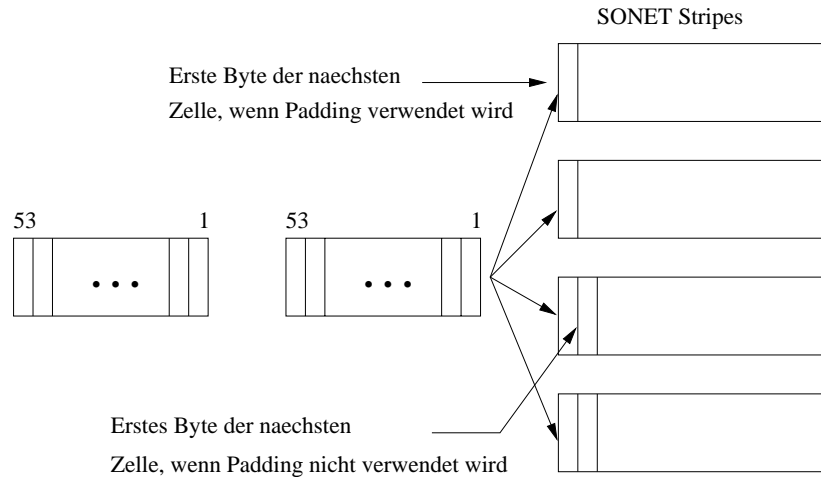 SONET Stripes
Erste Byte der naechsten
Zelle, wenn Padding verwendet wird
53 1
53 1
Erstes Byte der naechsten
Zelle, wenn Padding nicht verwendet wird